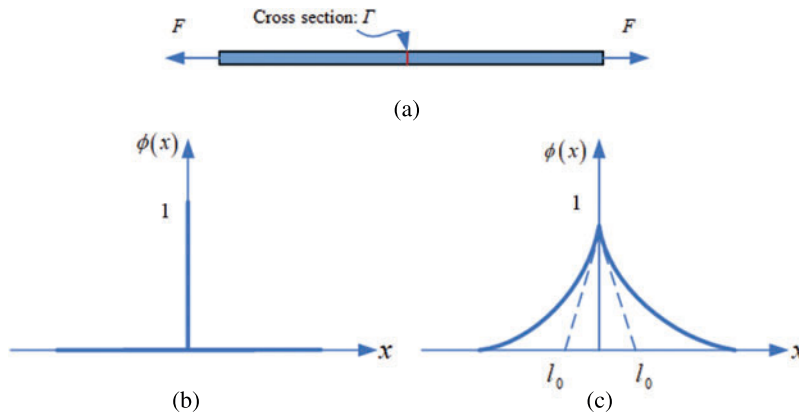 Cross section: Γ
F
F
(a)
ϕ(x)
1
x
(b)
ϕ(x)
1
x
l₀
l₀
(c)